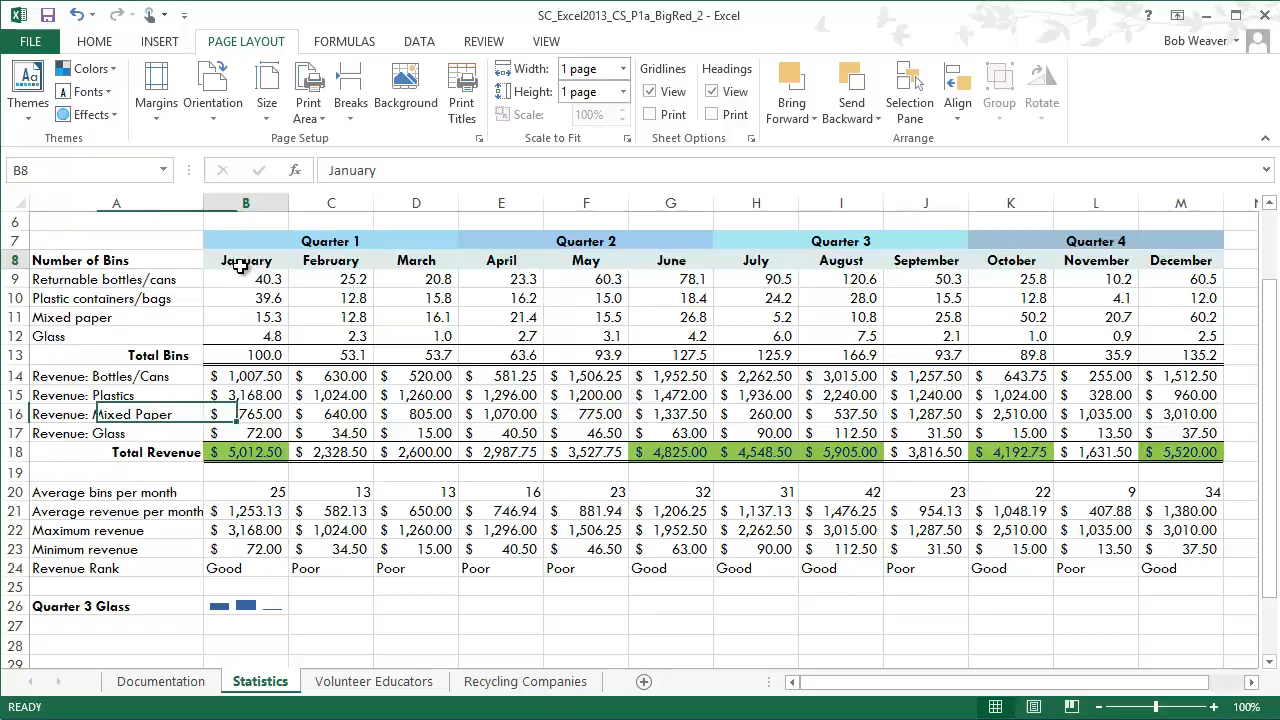 SC_Excel2013_CS_P1a_BigRed_2 - Excel
FILE HOME INSERT PAGE LAYOUT FORMULAS DATA REVIEW VIEW Bob Weaver
Themes Colors Fonts Effects Margins Orientation Size Print Area Breaks Background Print Titles Width: 1 page Height: 1 page Scale: 100% Gridlines View Print Headings View Print Bring Forward Send Backward Selection Pane Align Group Rotate
Themes Page Setup Scale to Fit Sheet Options Arrange
B8 fx January
A B C D E F G H I J K L M
6
7 Quarter 1 Quarter 2 Quarter 3 Quarter 4
8 Number of Bins January February March April May June July August September October November December
9 Returnable bottles/cans 40.3 25.2 20.8 23.3 60.3 78.1 90.5 120.6 50.3 25.8 10.2 60.5
10 Plastic containers/bags 39.6 12.8 15.8 16.2 15.0 18.4 24.2 28.0 15.5 12.8 4.1 12.0
11 Mixed paper 15.3 12.8 16.1 21.4 15.5 26.8 5.2 10.8 25.8 50.2 20.7 60.2
12 Glass 4.8 2.3 1.0 2.7 3.1 4.2 6.0 7.5 2.1 1.0 0.9 2.5
13 Total Bins 100.0 53.1 53.7 63.6 93.9 127.5 125.9 166.9 93.7 89.8 35.9 135.2
14 Revenue: Bottles/Cans $ 1,007.50 $ 630.00 $ 520.00 $ 581.25 $ 1,506.25 $ 1,952.50 $ 2,262.50 $ 3,015.00 $ 1,257.50 $ 643.75 $ 255.00 $ 1,512.50
15 Revenue: Plastics $ 3,168.00 $ 1,024.00 $ 1,260.00 $ 1,296.00 $ 1,200.00 $ 1,472.00 $ 1,936.00 $ 2,240.00 $ 1,240.00 $ 1,024.00 $ 328.00 $ 960.00
16 Revenue: Mixed Paper $ 765.00 $ 640.00 $ 805.00 $ 1,070.00 $ 775.00 $ 1,337.50 $ 260.00 $ 537.50 $ 1,287.50 $ 2,510.00 $ 1,035.00 $ 3,010.00
17 Revenue: Glass $ 72.00 $ 34.50 $ 15.00 $ 40.50 $ 46.50 $ 63.00 $ 90.00 $ 112.50 $ 31.50 $ 15.00 $ 13.50 $ 37.50
18 Total Revenue $ 5,012.50 $ 2,328.50 $ 2,600.00 $ 2,987.75 $ 3,527.75 $ 4,825.00 $ 4,548.50 $ 5,905.00 $ 3,816.50 $ 4,192.75 $ 1,631.50 $ 5,520.00
19
20 Average bins per month 25 13 13 16 23 32 31 42 23 22 9 34
21 Average revenue per month $ 1,253.13 $ 582.13 $ 650.00 $ 746.94 $ 881.94 $ 1,206.25 $ 1,137.13 $ 1,476.25 $ 954.13 $ 1,048.19 $ 407.88 $ 1,380.00
22 Maximum revenue $ 3,168.00 $ 1,024.00 $ 1,260.00 $ 1,296.00 $ 1,506.25 $ 1,952.50 $ 2,262.50 $ 3,015.00 $ 1,287.50 $ 2,510.00 $ 1,035.00 $ 3,010.00
23 Minimum revenue $ 72.00 $ 34.50 $ 15.00 $ 40.50 $ 46.50 $ 63.00 $ 90.00 $ 112.50 $ 31.50 $ 15.00 $ 13.50 $ 37.50
24 Revenue Rank Good Poor Poor Poor Poor Good Good Good Poor Good Poor Good
25
26 Quarter 3 Glass
27
28
29
Documentation Statistics Volunteer Educators Recycling Companies
READY 100%